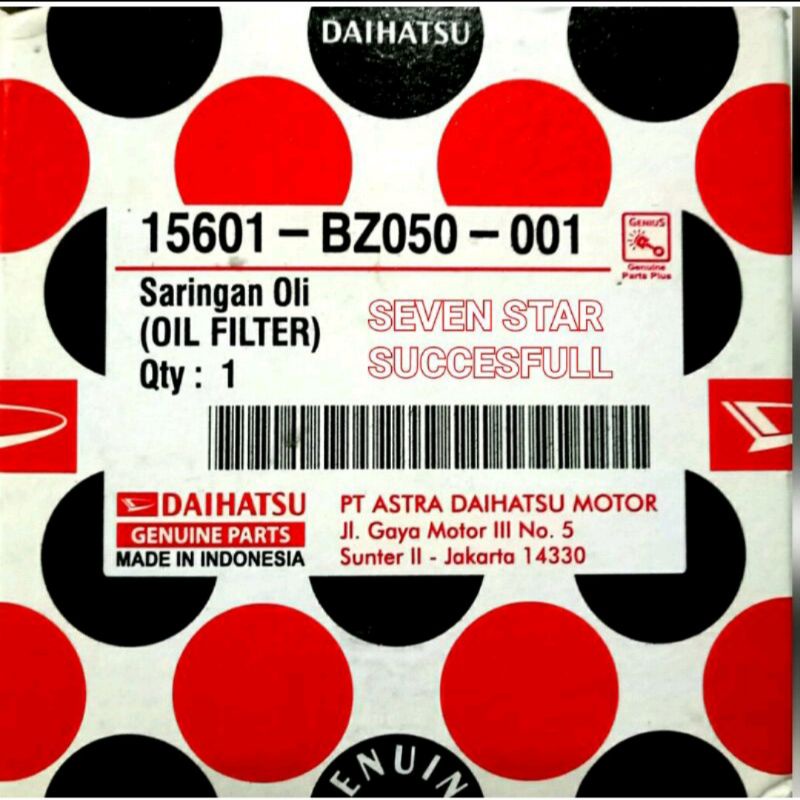 DAIHATSU
15601-BZ050-001
GENIUS
Genuine
Parts Plus
Saringan Oli
(OIL FILTER)
Qty : 1
SEVEN STAR
SUCCESFULL
DAIHATSU
GENUINE PARTS
MADE IN INDONESIA
PT ASTRA DAIHATSU MOTOR
Jl. Gaya Motor III No. 5
Sunter II - Jakarta 14330
ENUIN